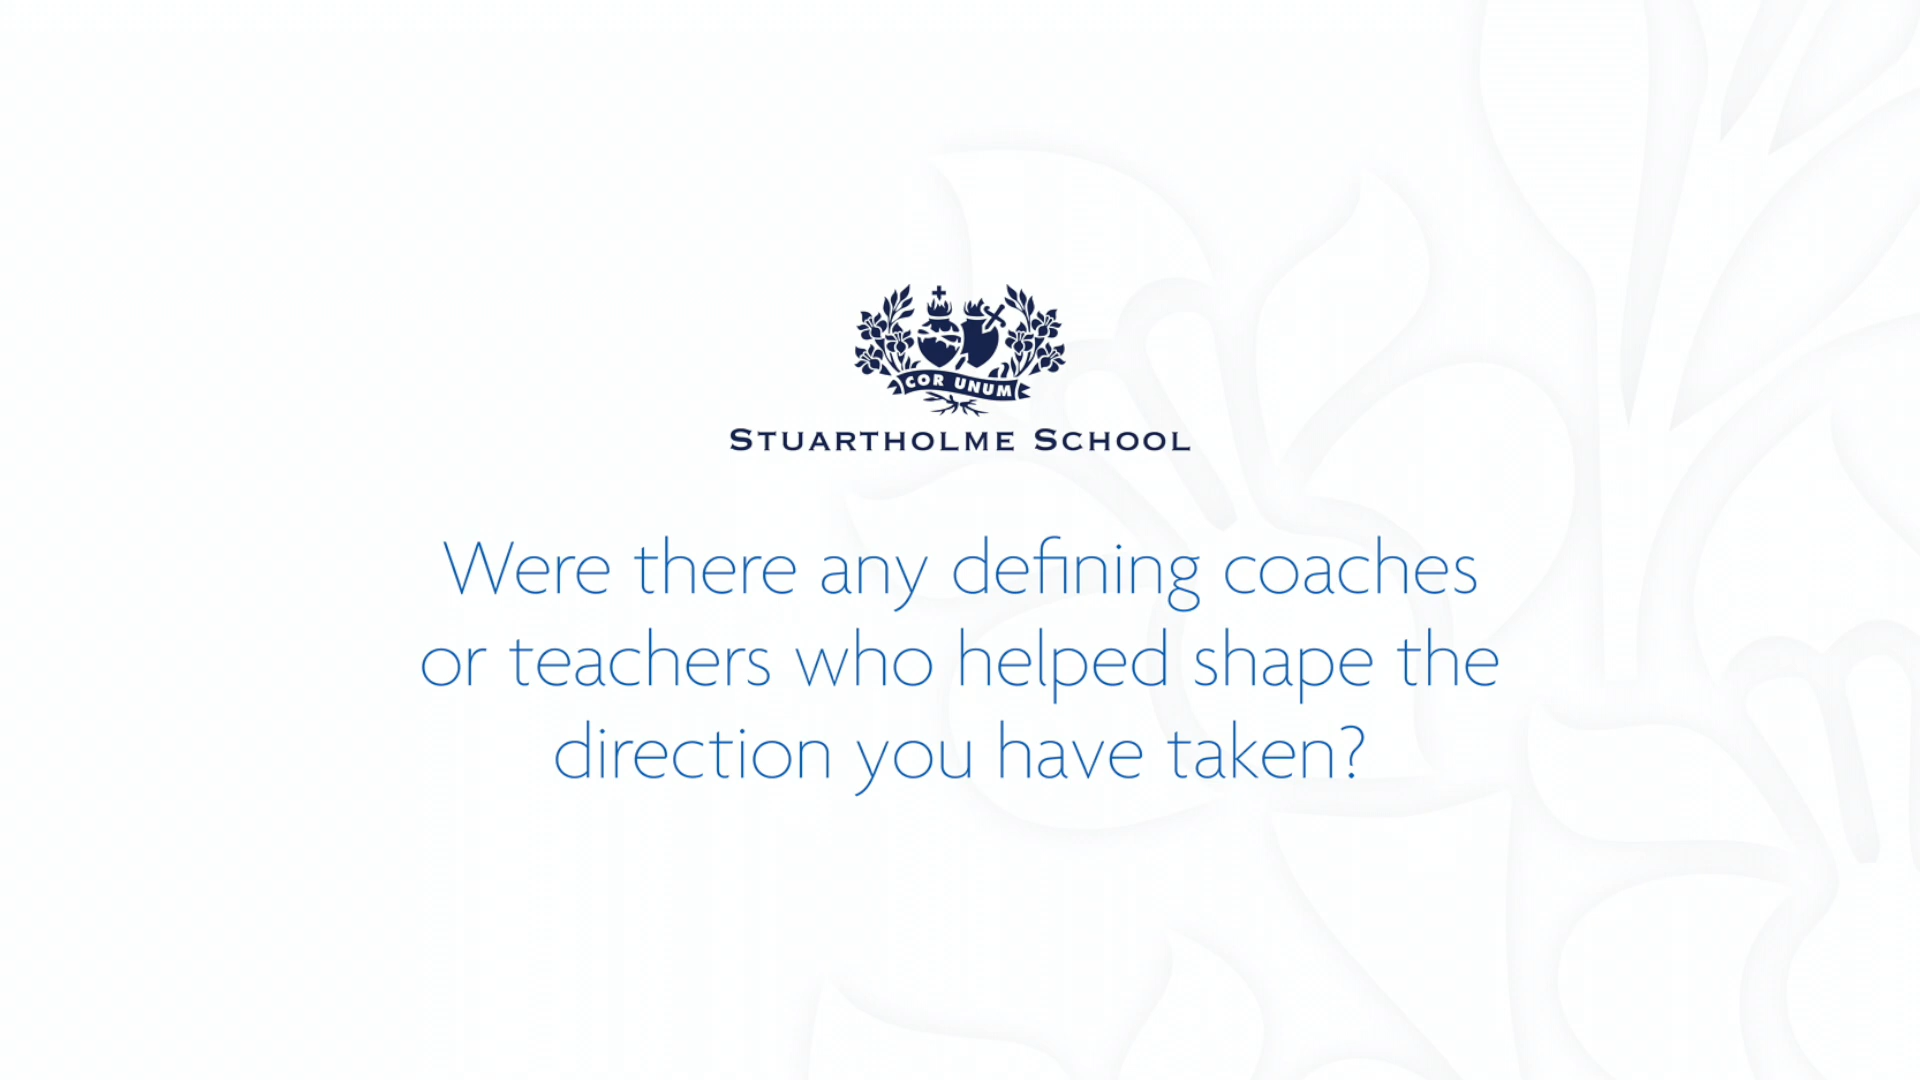 COR UNUM
STUARTHOLME SCHOOL
Were there any defining coaches
or teachers who helped shape the
direction you have taken?